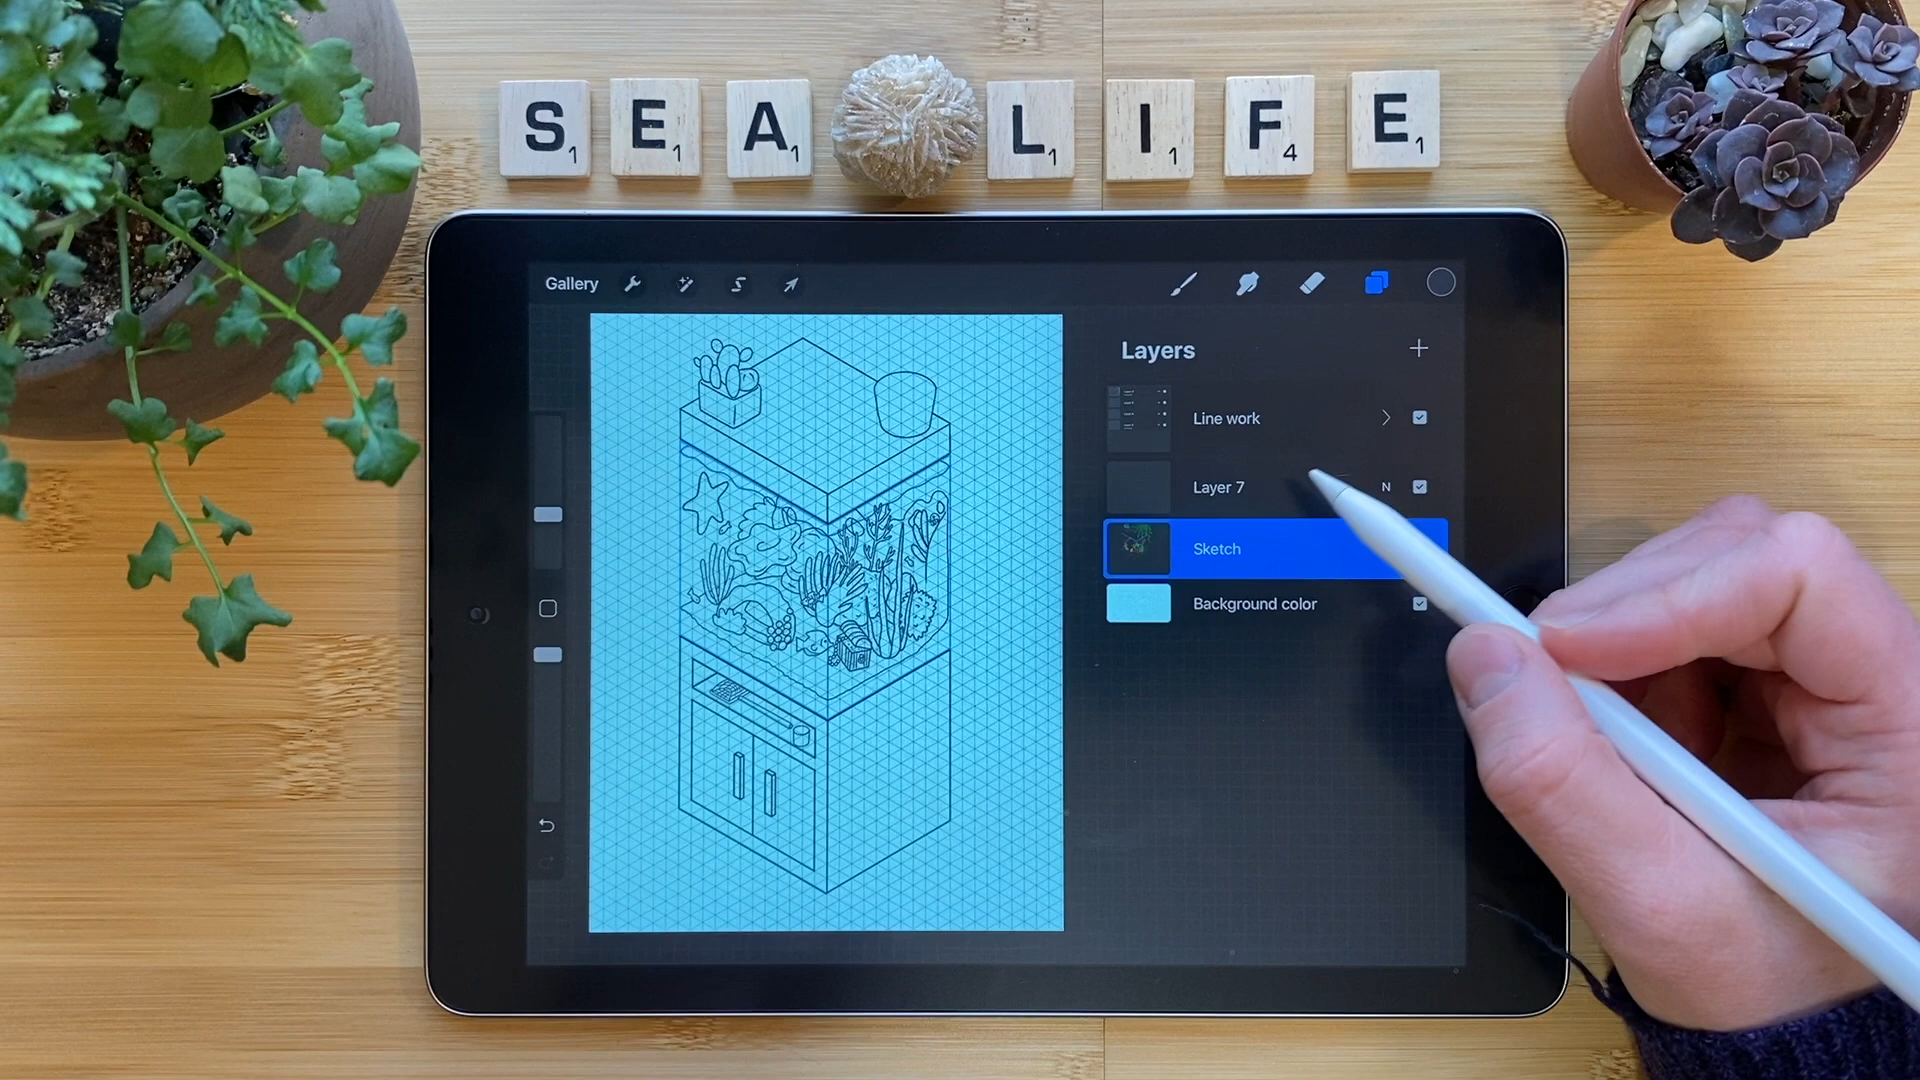 S1 E1 A1 L1 I1 F4 E1
Gallery
Layers
Line work
Layer 7 N
Sketch
Background color